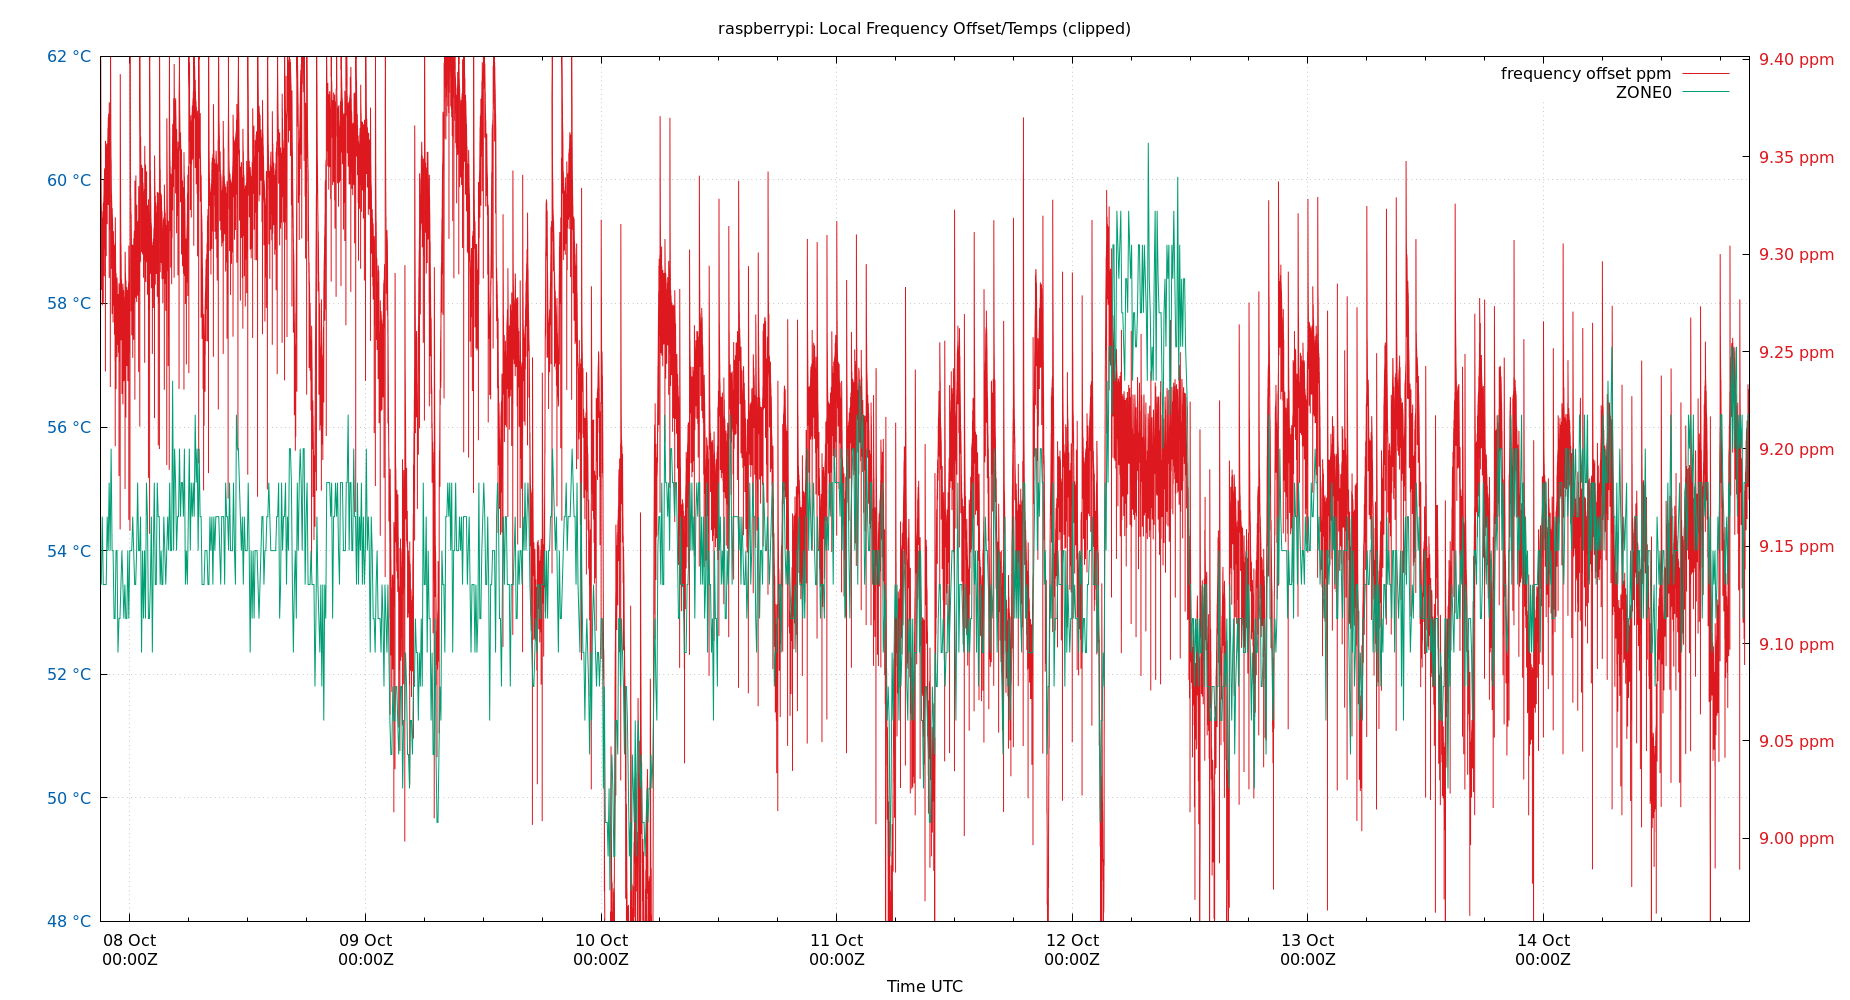 raspberrypi: Local Frequency Offset/Temps (clipped)
62 °C
60 °C
58 °C
56 °C
54 °C
52 °C
50 °C
48 °C
9.40 ppm
9.35 ppm
9.30 ppm
9.25 ppm
9.20 ppm
9.15 ppm
9.10 ppm
9.05 ppm
9.00 ppm
frequency offset ppm
ZONE0
08 Oct 09 Oct 10 Oct 11 Oct 12 Oct 13 Oct 14 Oct
00:00Z 00:00Z 00:00Z 00:00Z 00:00Z 00:00Z 00:00Z
Time UTC